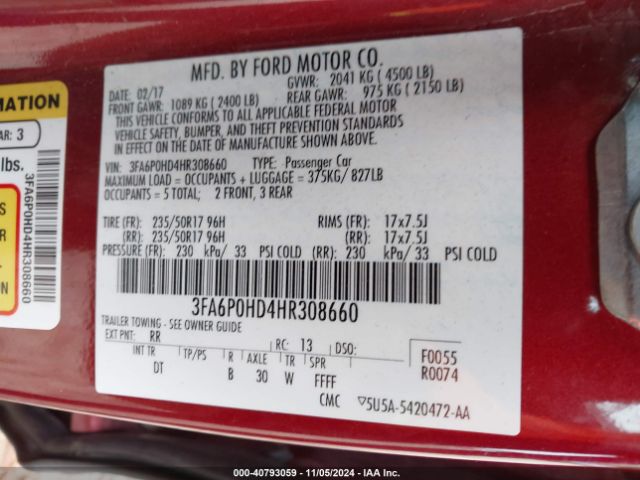 MFD. BY FORD MOTOR CO.
DATE: 02/17 GVWR: 2041 KG ( 4500 LB)
FRONT GAWR: 1089 KG ( 2400 LB) REAR GAWR: 975 KG ( 2150 LB)
THIS VEHICLE CONFORMS TO ALL APPLICABLE FEDERAL MOTOR
VEHICLE SAFETY, BUMPER, AND THEFT PREVENTION STANDARDS
IN EFFECT ON THE DATE OF MANUFACTURE SHOWN ABOVE.
VIN: 3FA6P0HD4HR308660 TYPE: Passenger Car
MAXIMUM LOAD = OCCUPANTS + LUGGAGE = 375KG/ 827LB
OCCUPANTS = 5 TOTAL; 2 FRONT, 3 REAR
TIRE (FR): 235/50R17 96H RIMS (FR): 17x7.5J
(RR): 235/50R17 96H (RR): 17x7.5J
PRESSURE (FR): 230 kPa/ 33 PSI COLD (RR): 230 kPa/ 33 PSI COLD
3FA6P0HD4HR308660
TRAILER TOWING - SEE OWNER GUIDE
EXT PNT: RR RC: 13 DSO:
INT TR TP/PS R AXLE TR SPR
DT B 30 W FFFF
F0055
R0074
CMC 5U5A-5420472-AA
MATION
AR: 3
lbs.
3FA6P0HD4HR308660
000-40793059 - 11/05/2024 - IAA Inc.